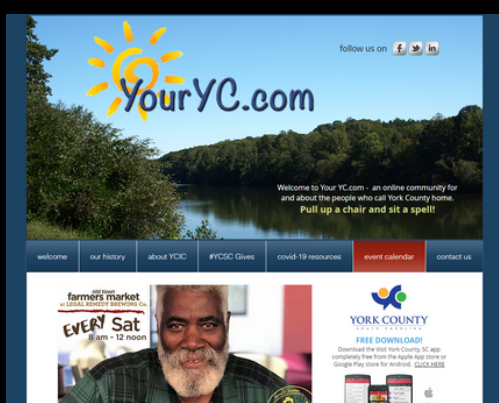 follow us on
YourYC.com
Welcome to Your YC.com - an online community for
and about the people who call York County home.
Pull up a chair and sit a spell!
welcome our history about YCIC #YCSC Gives covid-19 resources event calendar contact us
old town
farmers market
at LEGAL REMEDY BREWING Co.
EVERY Sat
8 am - 12 noon
YORK COUNTY
SOUTH CAROLINA
FREE DOWNLOAD!
Download the Visit York County, SC app
completely free from the Apple App store or
Google Play store for Android. CLICK HERE